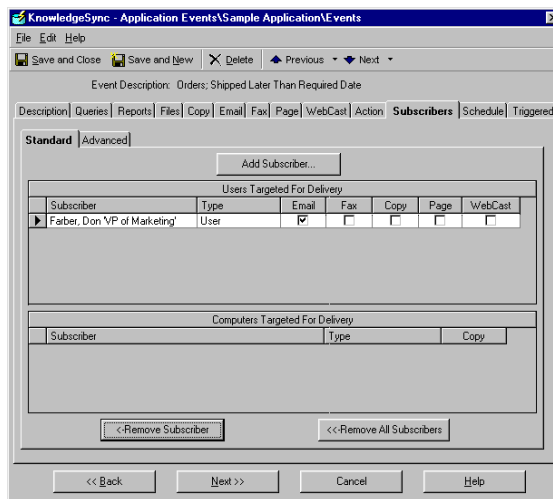 KnowledgeSync - Application Events\Sample Application\Events
File Edit Help
Save and Close Save and New Delete Previous Next
Event Description: Orders; Shipped Later Than Required Date
Description Queries Reports Files Copy Email Fax Page WebCast Action Subscribers Schedule Triggered
Standard Advanced
Add Subscriber...
Users Targeted For Delivery
Subscriber Type Email Fax Copy Page WebCast
Farber, Don 'VP of Marketing' User
Computers Targeted For Delivery
Subscriber Type Copy
<-Remove Subscriber <<-Remove All Subscribers
<< Back Next >> Cancel Help